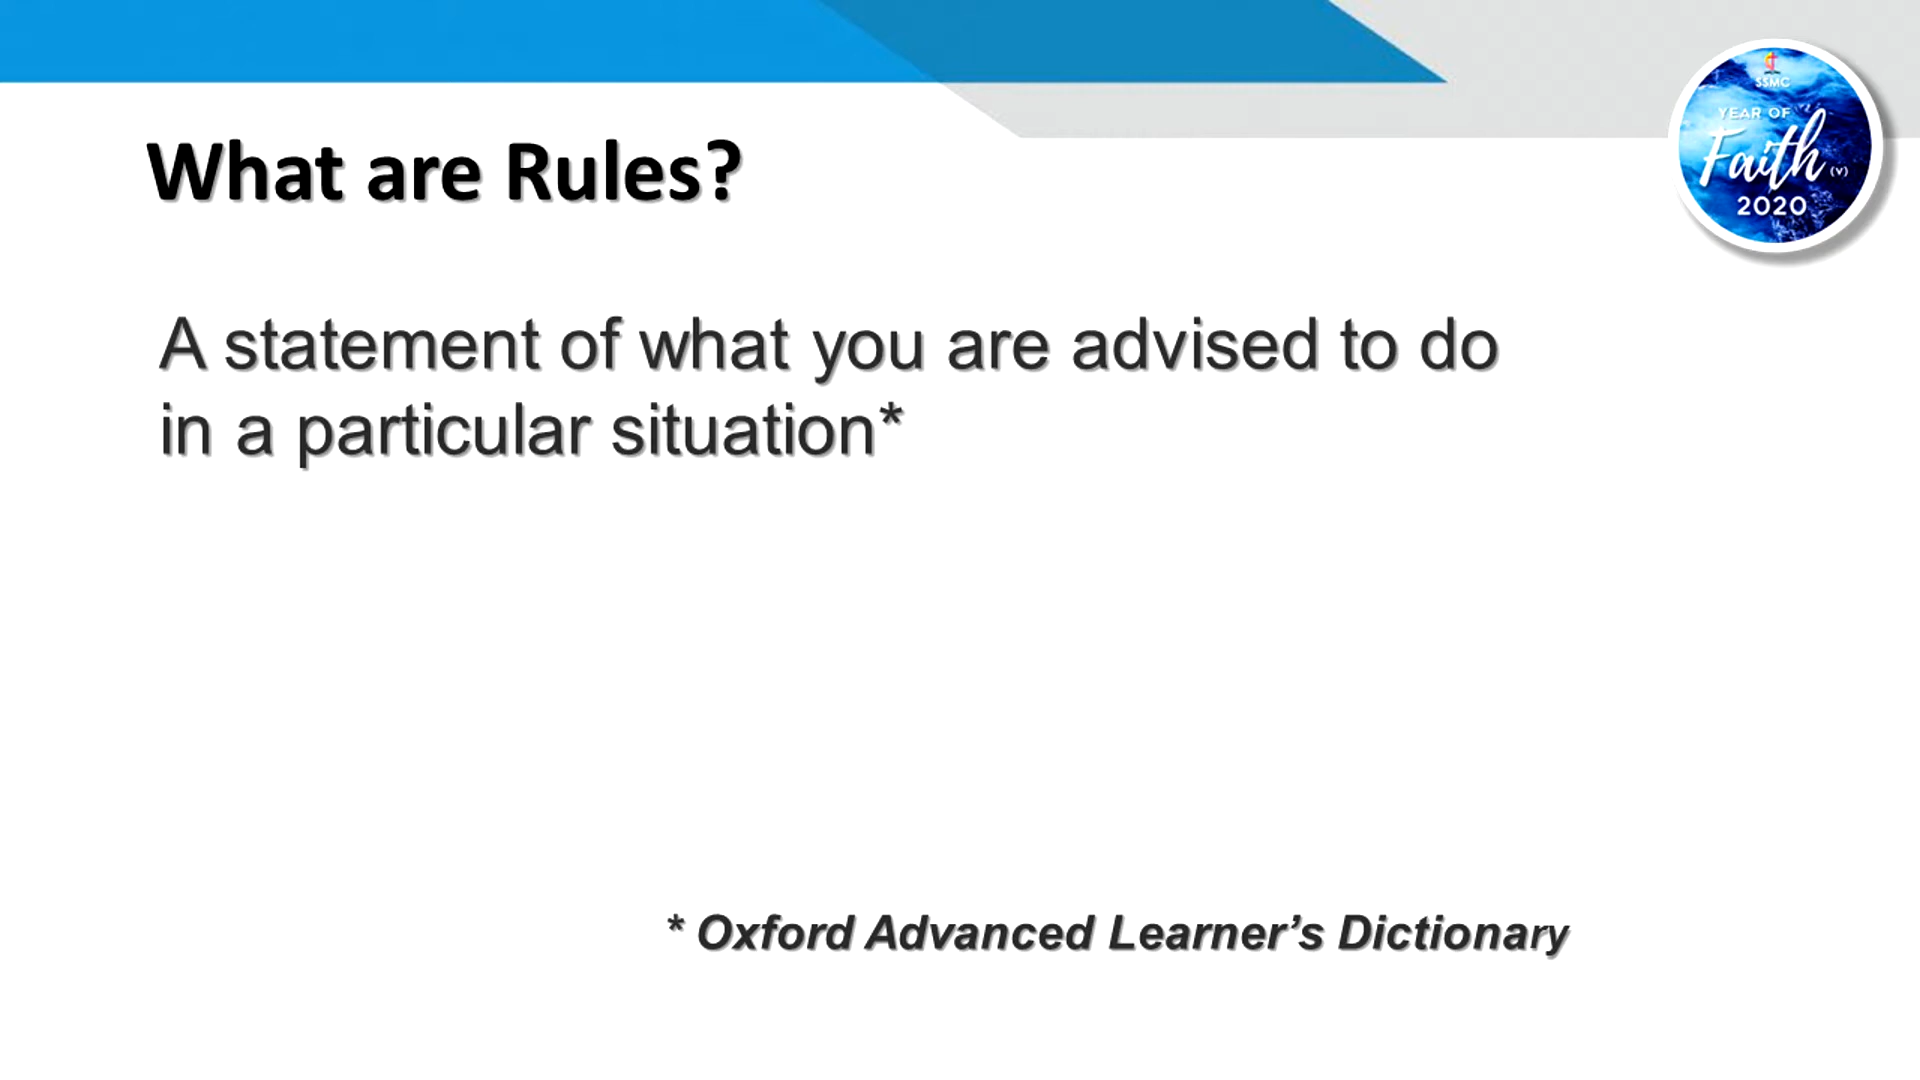 SSMC
YEAR OF
Faith (v)
2020
What are Rules?
A statement of what you are advised to do
in a particular situation*
* Oxford Advanced Learner’s Dictionary